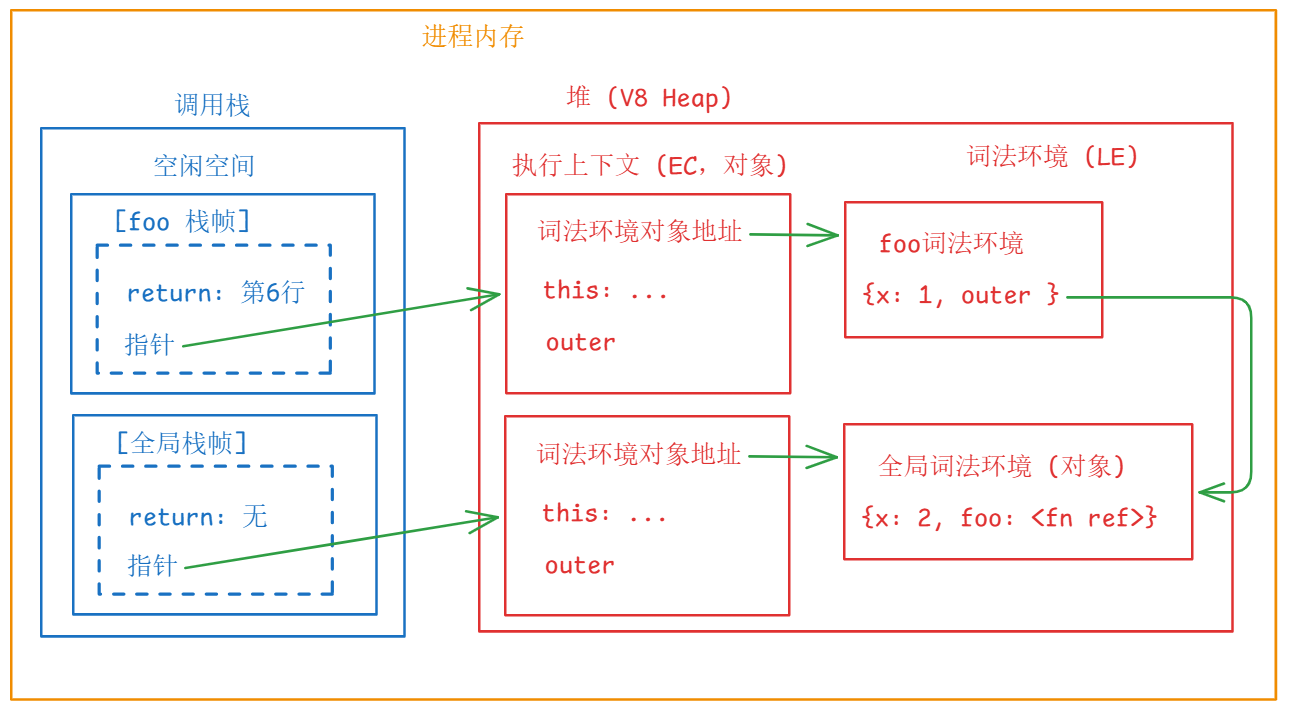 进程内存
调用栈
空闲空间
[foo 栈帧]
return: 第6行
指针
[全局栈帧]
return: 无
指针
堆 (V8 Heap)
执行上下文 (EC, 对象)
词法环境 (LE)
词法环境对象地址
this: ...
outer
foo词法环境
{x: 1, outer }
词法环境对象地址
this: ...
outer
全局词法环境 (对象)
{x: 2, foo: <fn ref>}